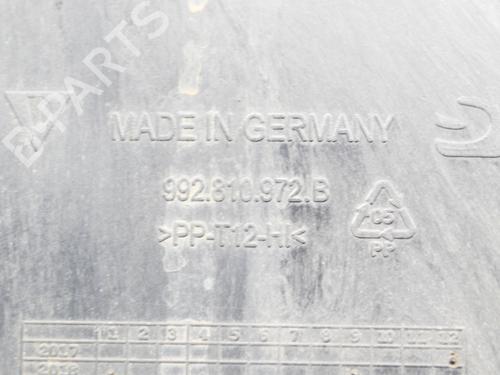 B-PARTS
MADE IN GERMANY
992.810.972.B
>PP-T12-HI<
05
PP
1 2 3 4 5 6 7 8 9 10 11 12
2017
2018